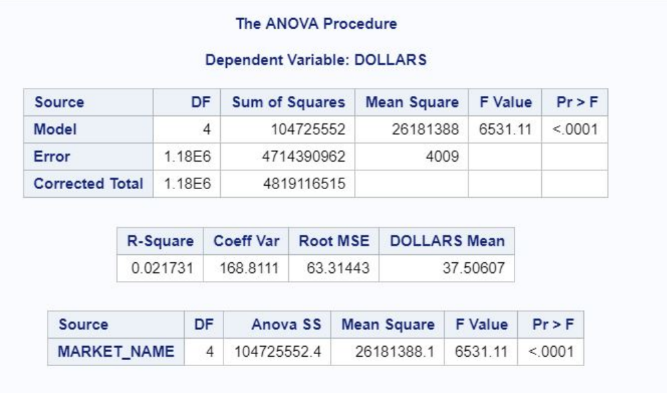 The ANOVA Procedure
Dependent Variable: DOLLARS
Source DF Sum of Squares Mean Square F Value Pr > F
Model 4 104725552 26181388 6531.11 <.0001
Error 1.18E6 4714390962 4009
Corrected Total 1.18E6 4819116515
R-Square Coeff Var Root MSE DOLLARS Mean
0.021731 168.8111 63.31443 37.50607
Source DF Anova SS Mean Square F Value Pr > F
MARKET_NAME 4 104725552.4 26181388.1 6531.11 <.0001